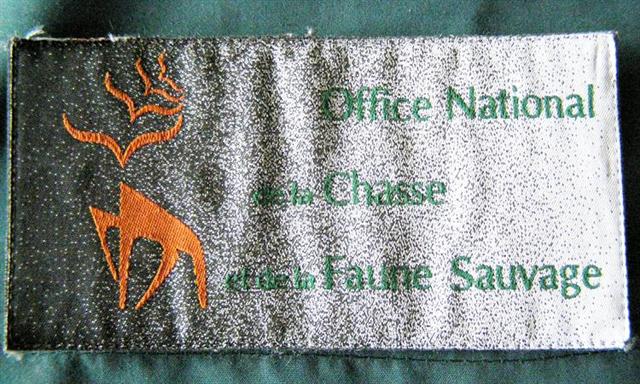 Office National
de la Chasse
et de la Faune Sauvage